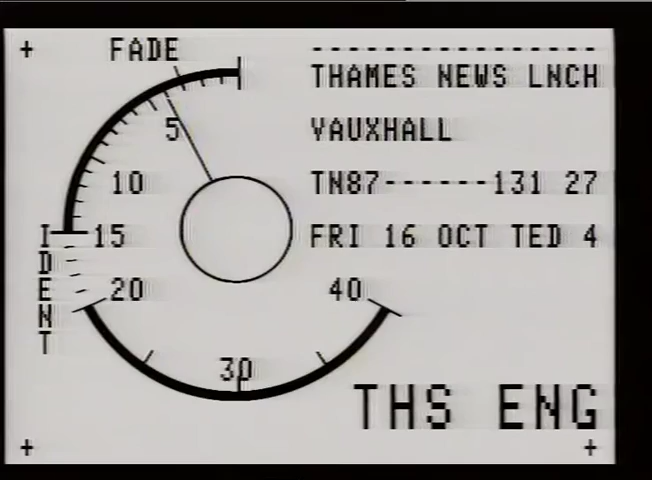 + FADE
----------------
THAMES NEWS LNCH
5
VAUXHALL
10
TN87------131 27
15
FRI 16 OCT TED 4
IDENT
20
40
30
THS ENG
+ +